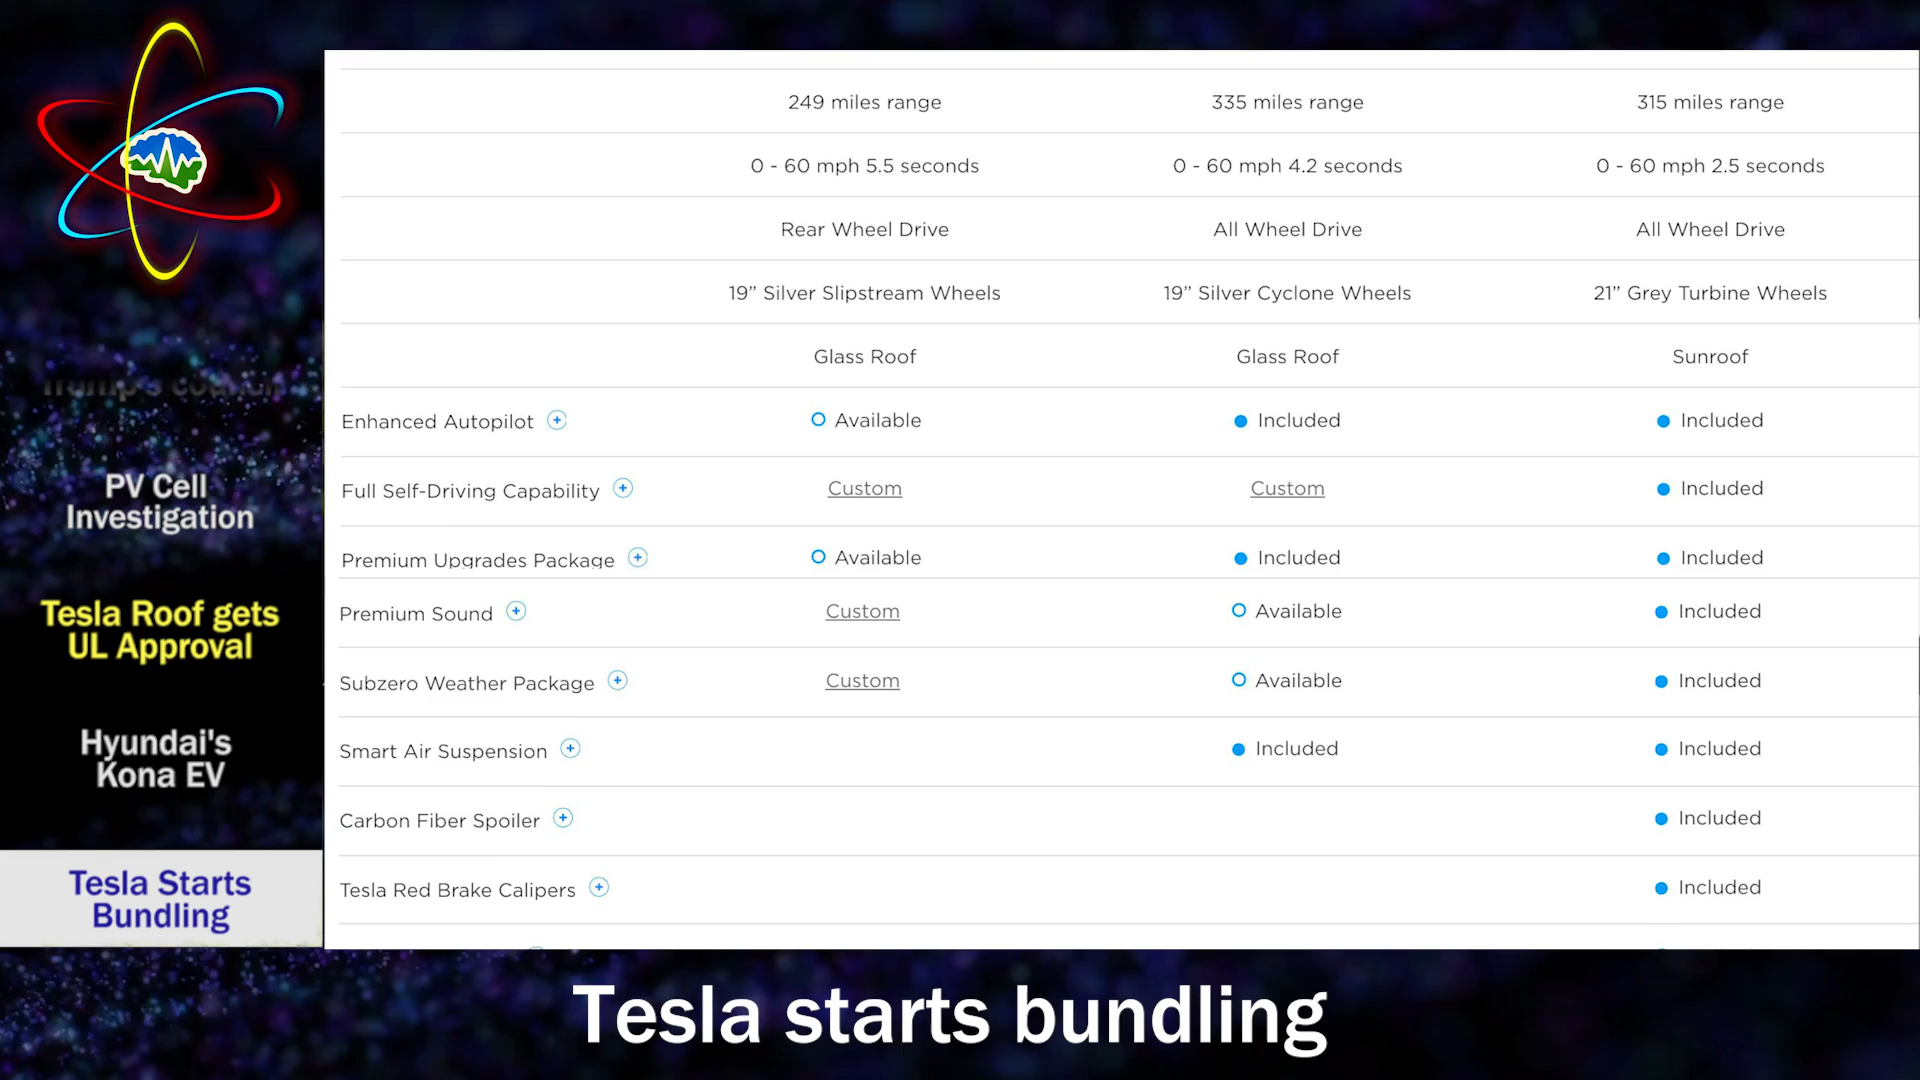 249 miles range 335 miles range 315 miles range
0 - 60 mph 5.5 seconds 0 - 60 mph 4.2 seconds 0 - 60 mph 2.5 seconds
Rear Wheel Drive All Wheel Drive All Wheel Drive
19” Silver Slipstream Wheels 19” Silver Cyclone Wheels 21” Grey Turbine Wheels
Glass Roof Glass Roof Sunroof
Enhanced Autopilot + Available Included Included
Full Self-Driving Capability + Custom Custom Included
Premium Upgrades Package + Available Included Included
Premium Sound + Custom Available Included
Subzero Weather Package + Custom Available Included
Smart Air Suspension + Included Included
Carbon Fiber Spoiler + Included
Tesla Red Brake Calipers + Included
PV Cell
Investigation
Tesla Roof gets
UL Approval
Hyundai's
Kona EV
Tesla Starts
Bundling
Tesla starts bundling